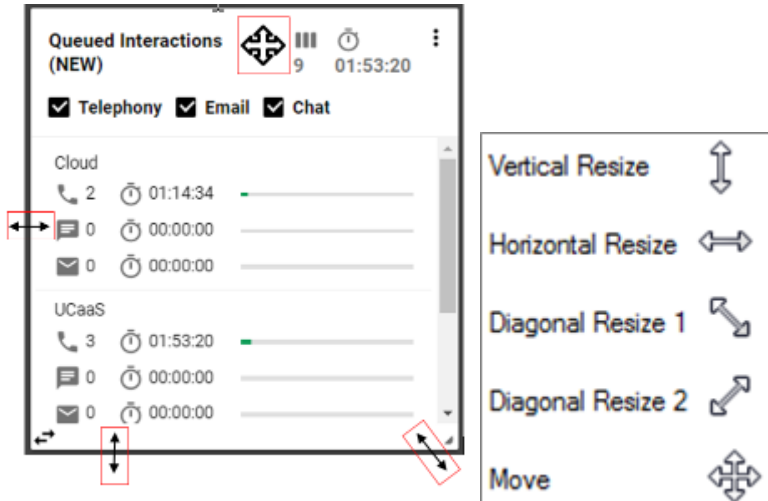 Queued Interactions
(NEW)
9 01:53:20
Telephony Email Chat
Cloud
2 01:14:34
0 00:00:00
0 00:00:00
UCaaS
3 01:53:20
0 00:00:00
0 00:00:00
Vertical Resize
Horizontal Resize
Diagonal Resize 1
Diagonal Resize 2
Move